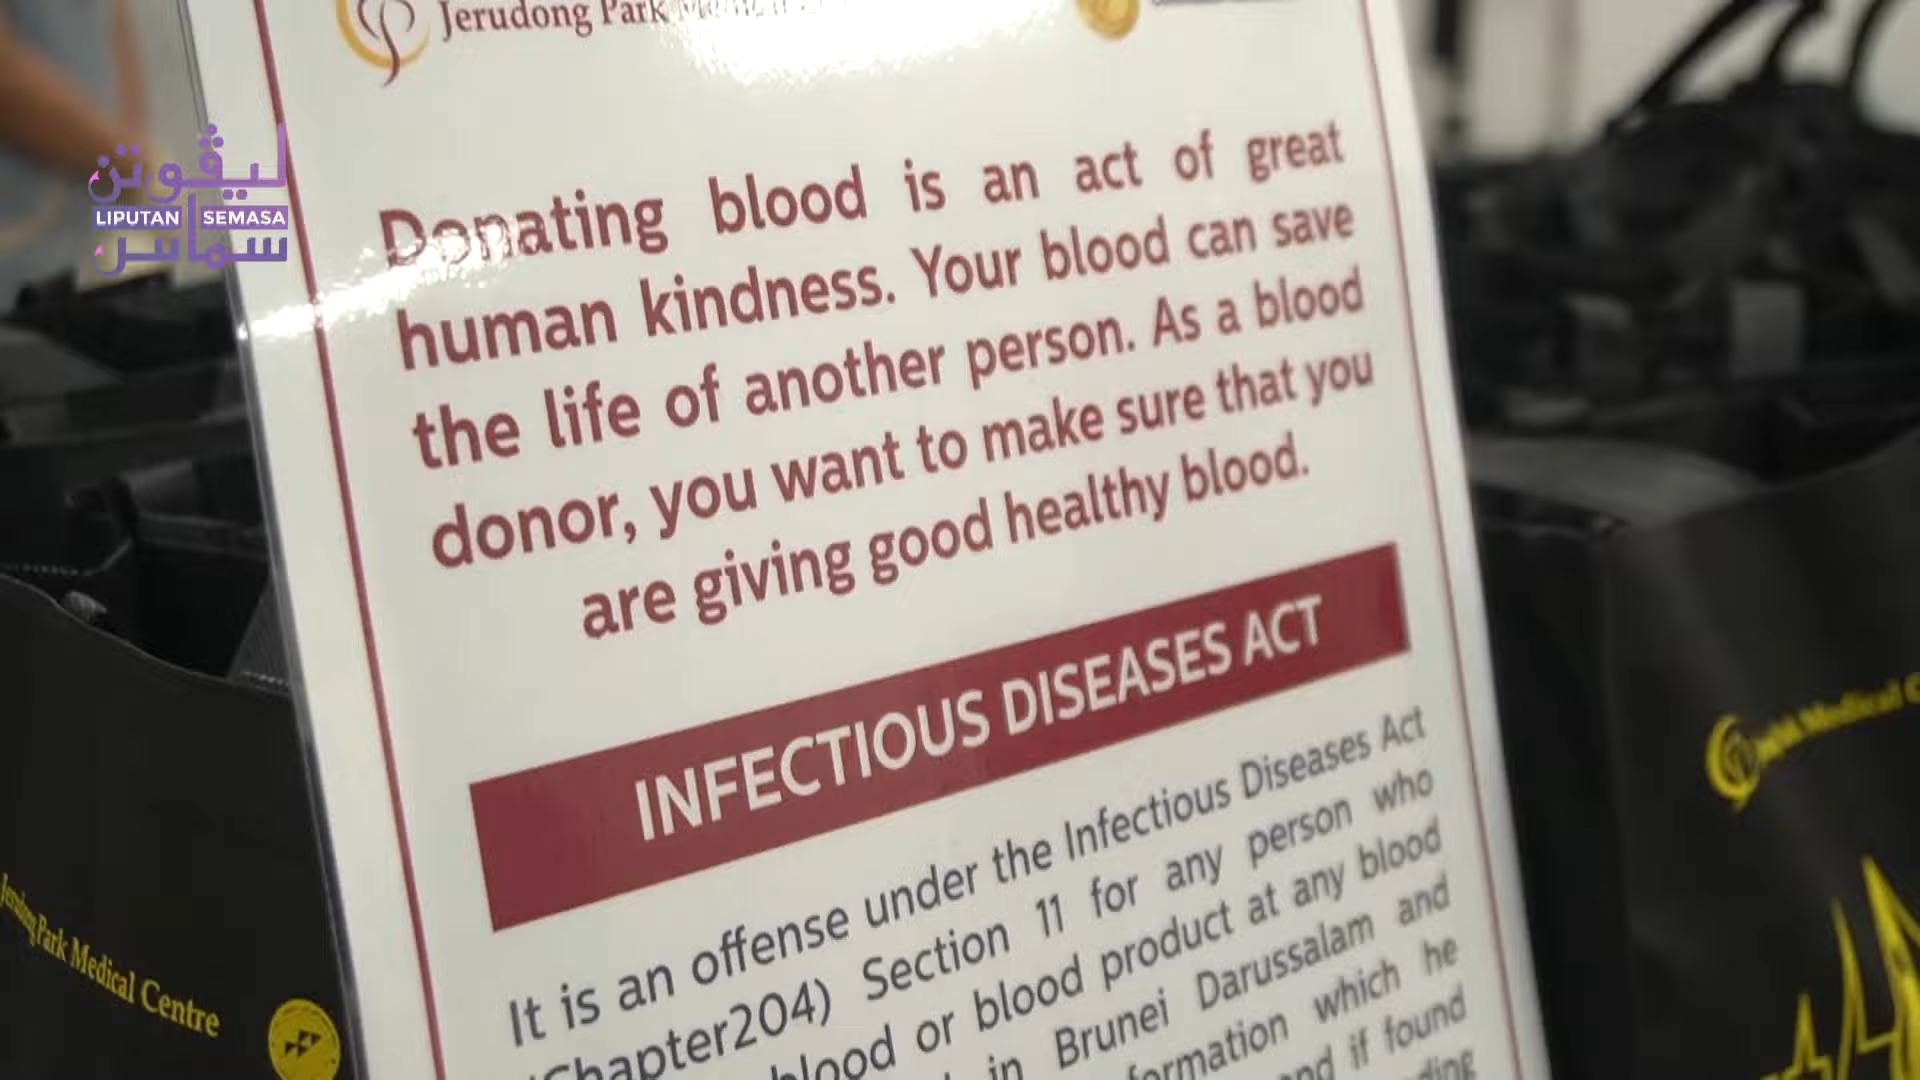 Jerudong Park
ليڤوتن
LIPUTAN SEMASA
سماس
Donating blood is an act of great
human kindness. Your blood can save
the life of another person. As a blood
donor, you want to make sure that you
are giving good healthy blood.
INFECTIOUS DISEASES ACT
It is an offense under the Infectious Diseases Act
(Chapter204) Section 11 for any person who
blood or blood product at any blood
in Brunei Darussalam and
which he
if found
Jerudong Park Medical Centre
Medical